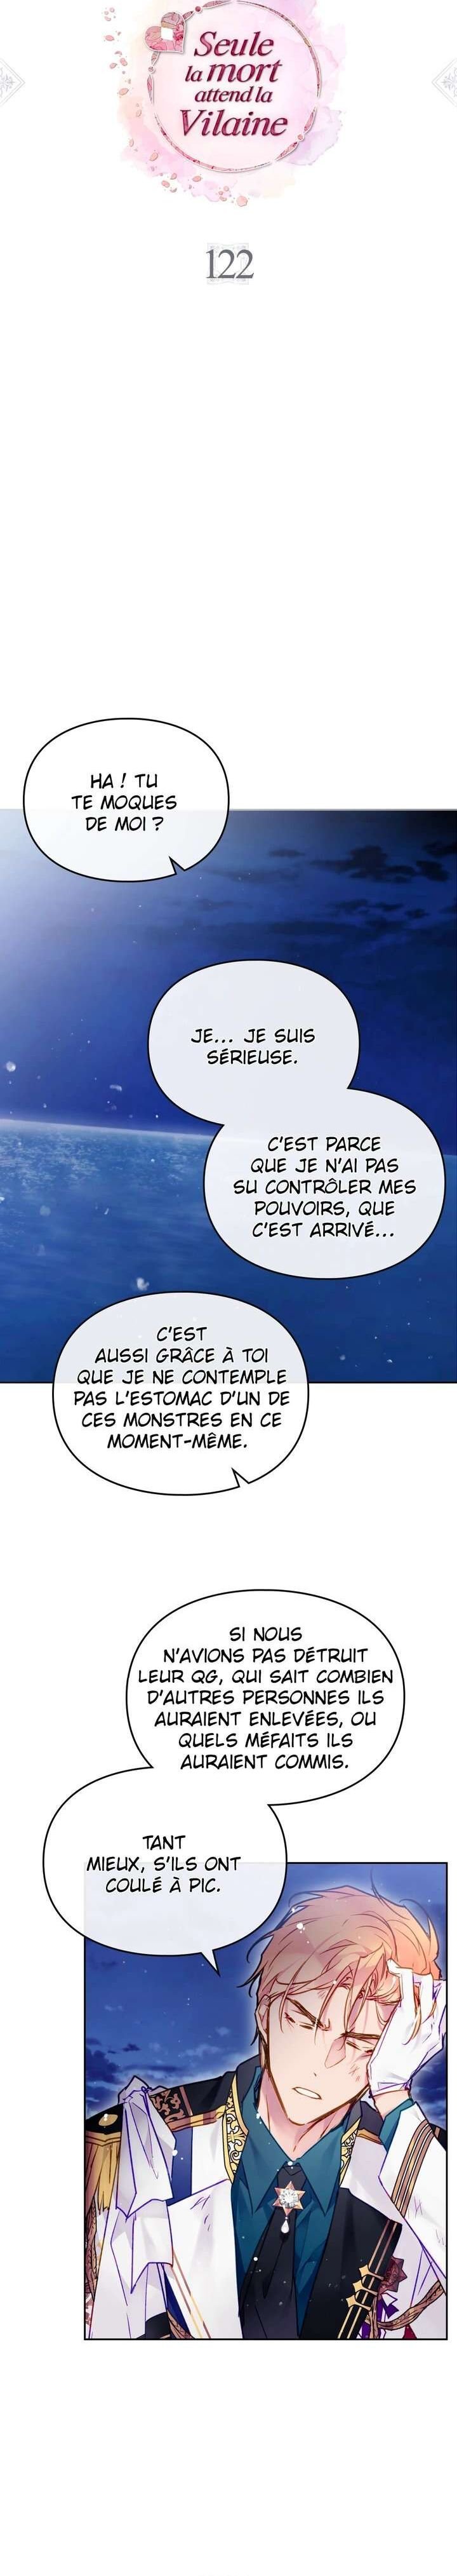 Seule
la mort
attend la
Vilaine
122
HA ! TU
TE MOQUES
DE MOI ?
JE... JE SUIS
SÉRIEUSE.
C'EST PARCE
QUE JE N'AI PAS
SU CONTRÔLER MES
POUVOIRS, QUE
C'EST ARRIVÉ...
C'EST
AUSSI GRÂCE À TOI
QUE JE NE CONTEMPLE
PAS L'ESTOMAC D'UN DE
CES MONSTRES EN CE
MOMENT-MÊME.
SI NOUS
N'AVIONS PAS DÉTRUIT
LEUR QG, QUI SAIT COMBIEN
D'AUTRES PERSONNES ILS
AURAIENT ENLEVÉES, OU
QUELS MÉFAITS ILS
AURAIENT COMMIS.
TANT
MIEUX, S'ILS ONT
COULÉ À PIC.